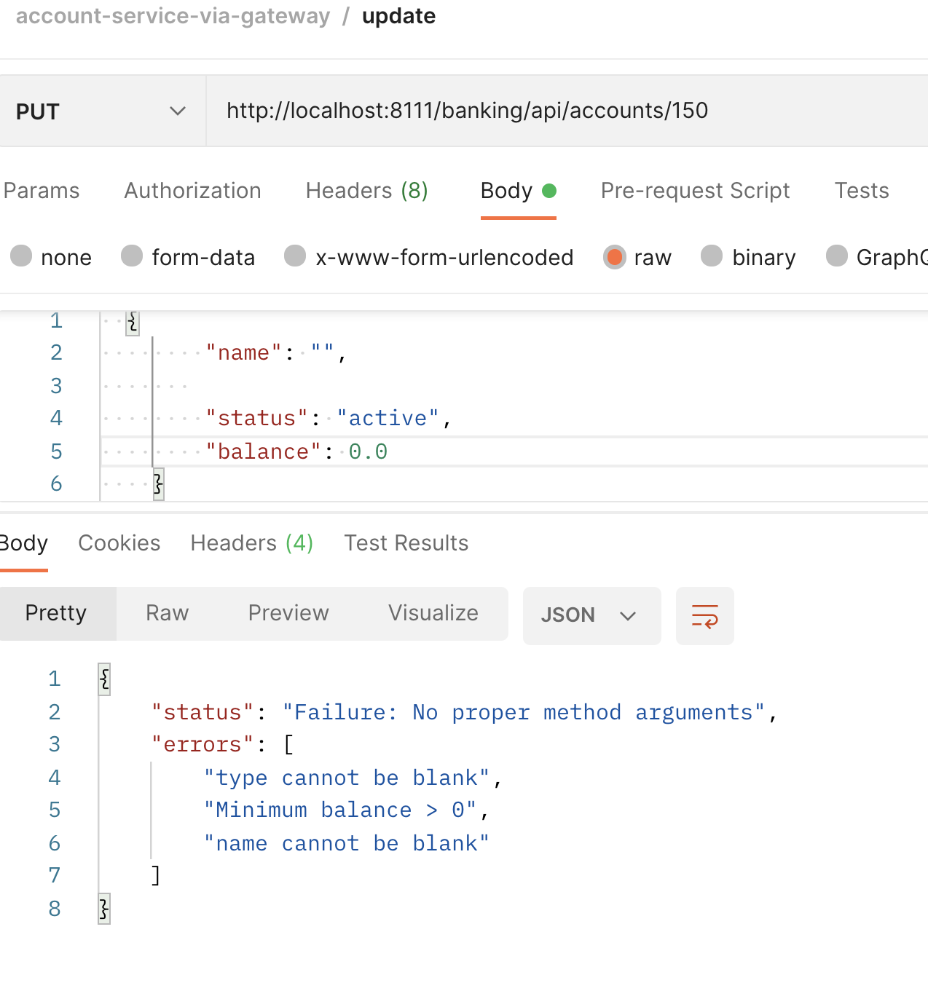 account-service-via-gateway / update
PUT http://localhost:8111/banking/api/accounts/150
Params Authorization Headers (8) Body Pre-request Script Tests
none form-data x-www-form-urlencoded raw binary GraphQ
1 {
2 "name": "",
3
4 "status": "active",
5 "balance": 0.0
6 }
Body Cookies Headers (4) Test Results
Pretty Raw Preview Visualize JSON
1 {
2 "status": "Failure: No proper method arguments",
3 "errors": [
4 "type cannot be blank",
5 "Minimum balance > 0",
6 "name cannot be blank"
7 ]
8 }